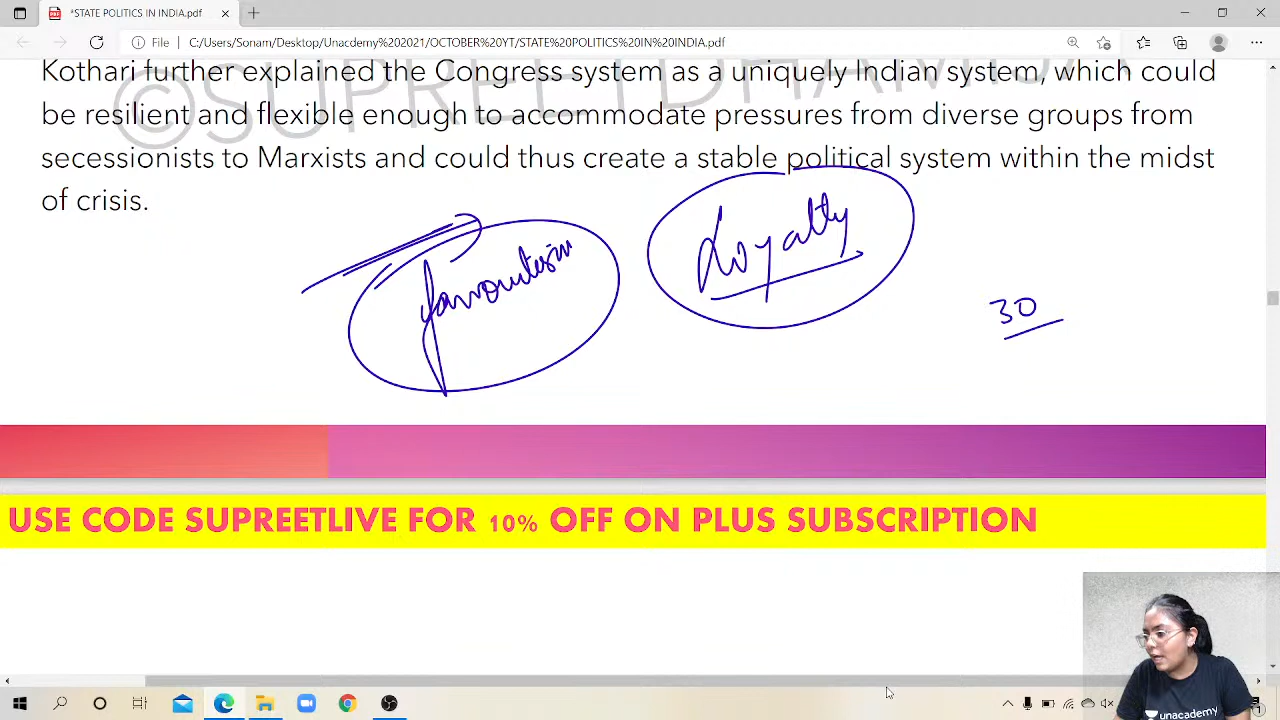 *STATE POLITICS IN INDIA.pdf
File C:/Users/Sonam/Desktop/Unacdemy%202021/OCTOBER%20YT/STATE%20POLITICS%20IN%20INDIA.pdf
Kothari further explained the Congress system as a uniquely Indian system, which could
be resilient and flexible enough to accommodate pressures from diverse groups from
secessionists to Marxists and could thus create a stable political system within the midst
of crisis.
Loyalty
30
USE CODE SUPREETLIVE FOR 10% OFF ON PLUS SUBSCRIPTION
unacademy